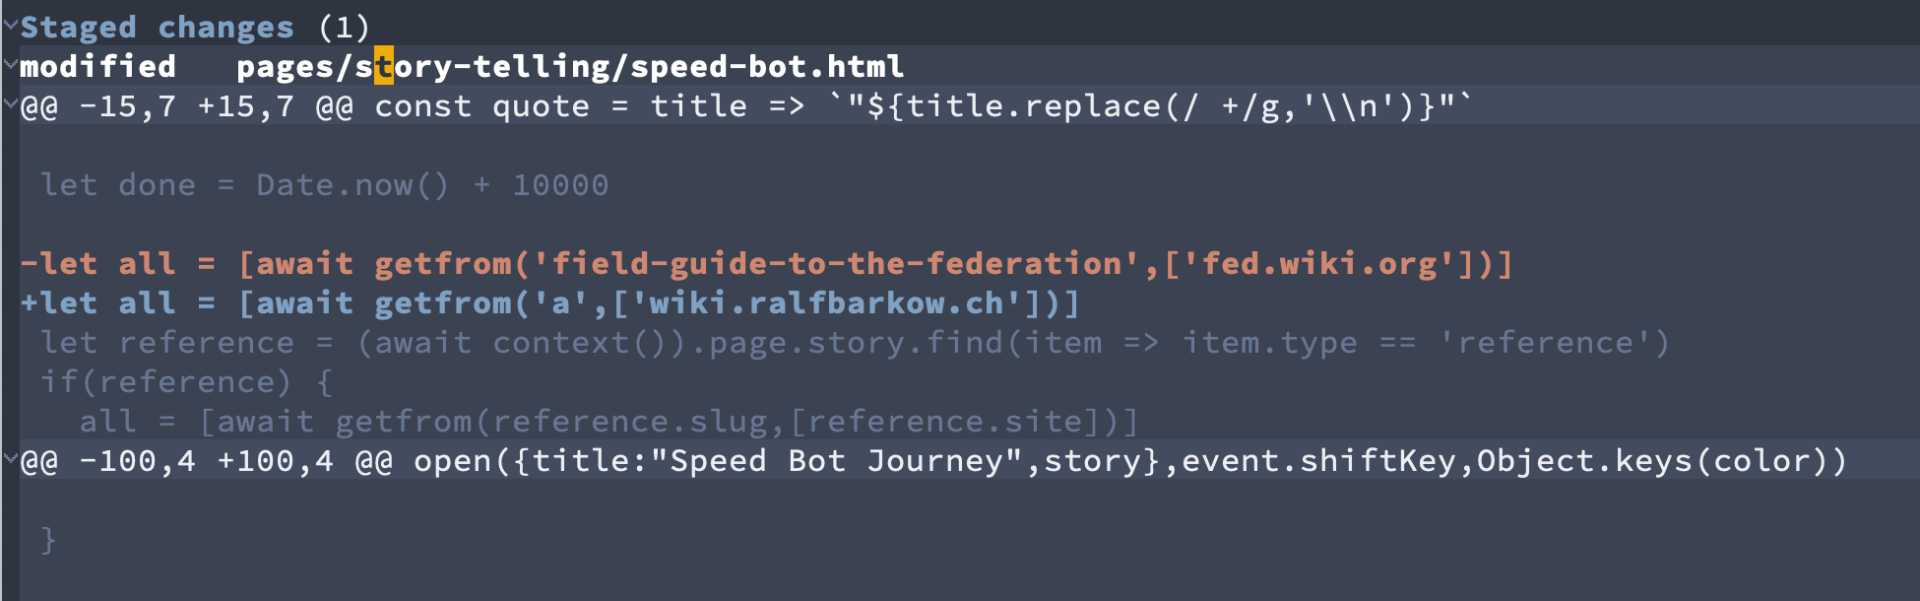 Staged changes (1)
modified   pages/story-telling/speed-bot.html
@@ -15,7 +15,7 @@ const quote = title => `"${title.replace(/ +/g,'\\n')}"`
 let done = Date.now() + 10000
-let all = [await getfrom('field-guide-to-the-federation',['fed.wiki.org'])]
+let all = [await getfrom('a',['wiki.ralfbarkow.ch'])]
 let reference = (await context()).page.story.find(item => item.type == 'reference')
 if(reference) {
   all = [await getfrom(reference.slug,[reference.site])]
@@ -100,4 +100,4 @@ open({title:"Speed Bot Journey",story},event.shiftKey,Object.keys(color))
 }